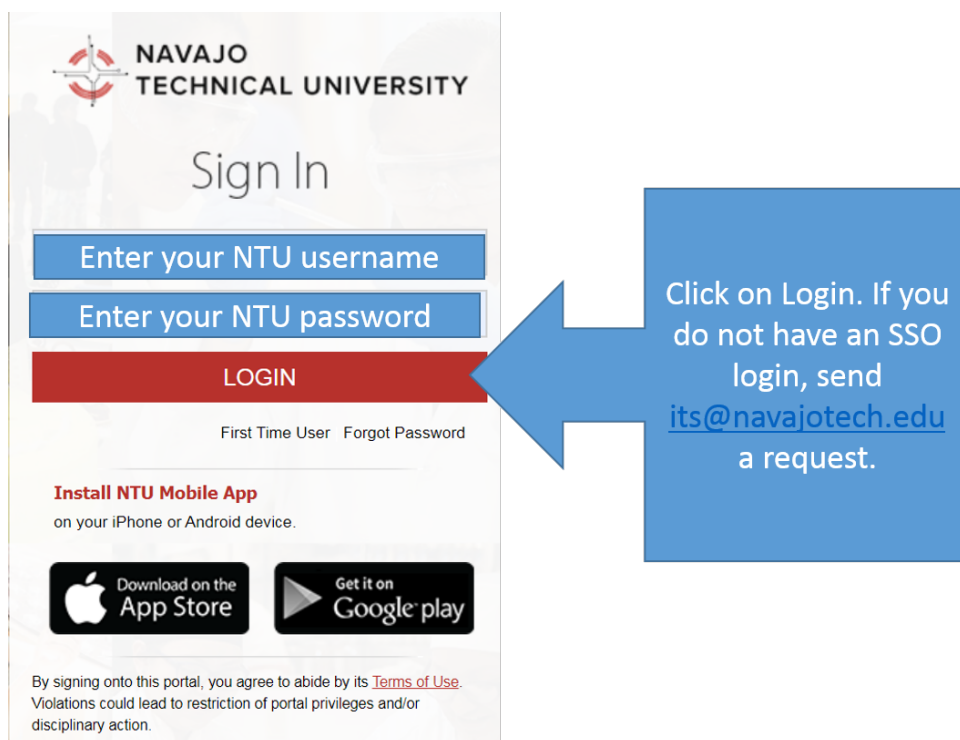 NAVAJO
TECHNICAL UNIVERSITY
Sign In
Enter your NTU username
Enter your NTU password
LOGIN
First Time User Forgot Password
Install NTU Mobile App
on your iPhone or Android device.
Download on the
App Store
Get it on
Google play
By signing onto this portal, you agree to abide by its Terms of Use.
Violations could lead to restriction of portal privileges and/or
disciplinary action.
Click on Login. If you
do not have an SSO
login, send
its@navajotech.edu
a request.